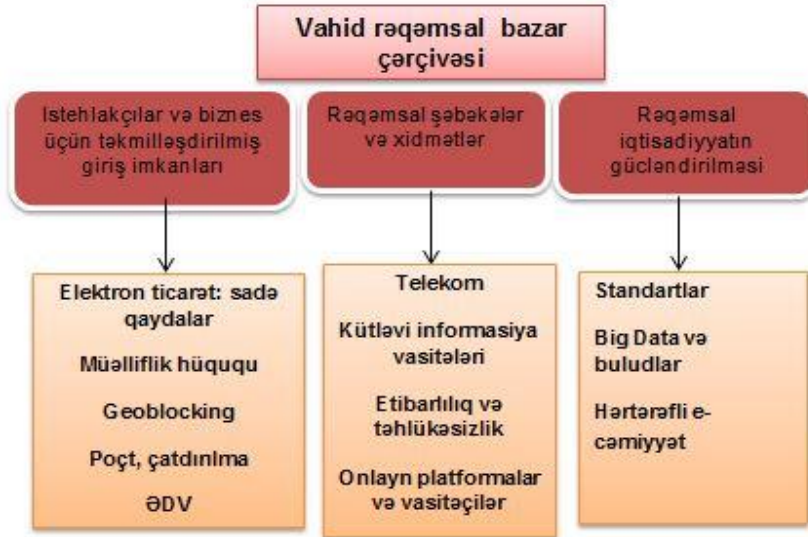 Vahid rəqəmsal bazar
çərçivəsi
Istehlakçılar və biznes
üçün təkmilləşdirilmiş
giriş imkanları
Rəqəmsal şəbəkələr
və xidmətlər
Rəqəmsal
iqtisadiyyatın
gücləndirilməsi
Elektron ticarət: sadə
qaydalar
Müəlliflik hüququ
Geoblocking
Poçt, çatdırılma
ƏDV
Telekom
Kütləvi informasiya
vasitələri
Etibarlılıq və
təhlükəsizlik
Onlayn platformalar
və vasitəçilər
Standartlar
Big Data və
buludlar
Hərtərəfli e-
cəmiyyət